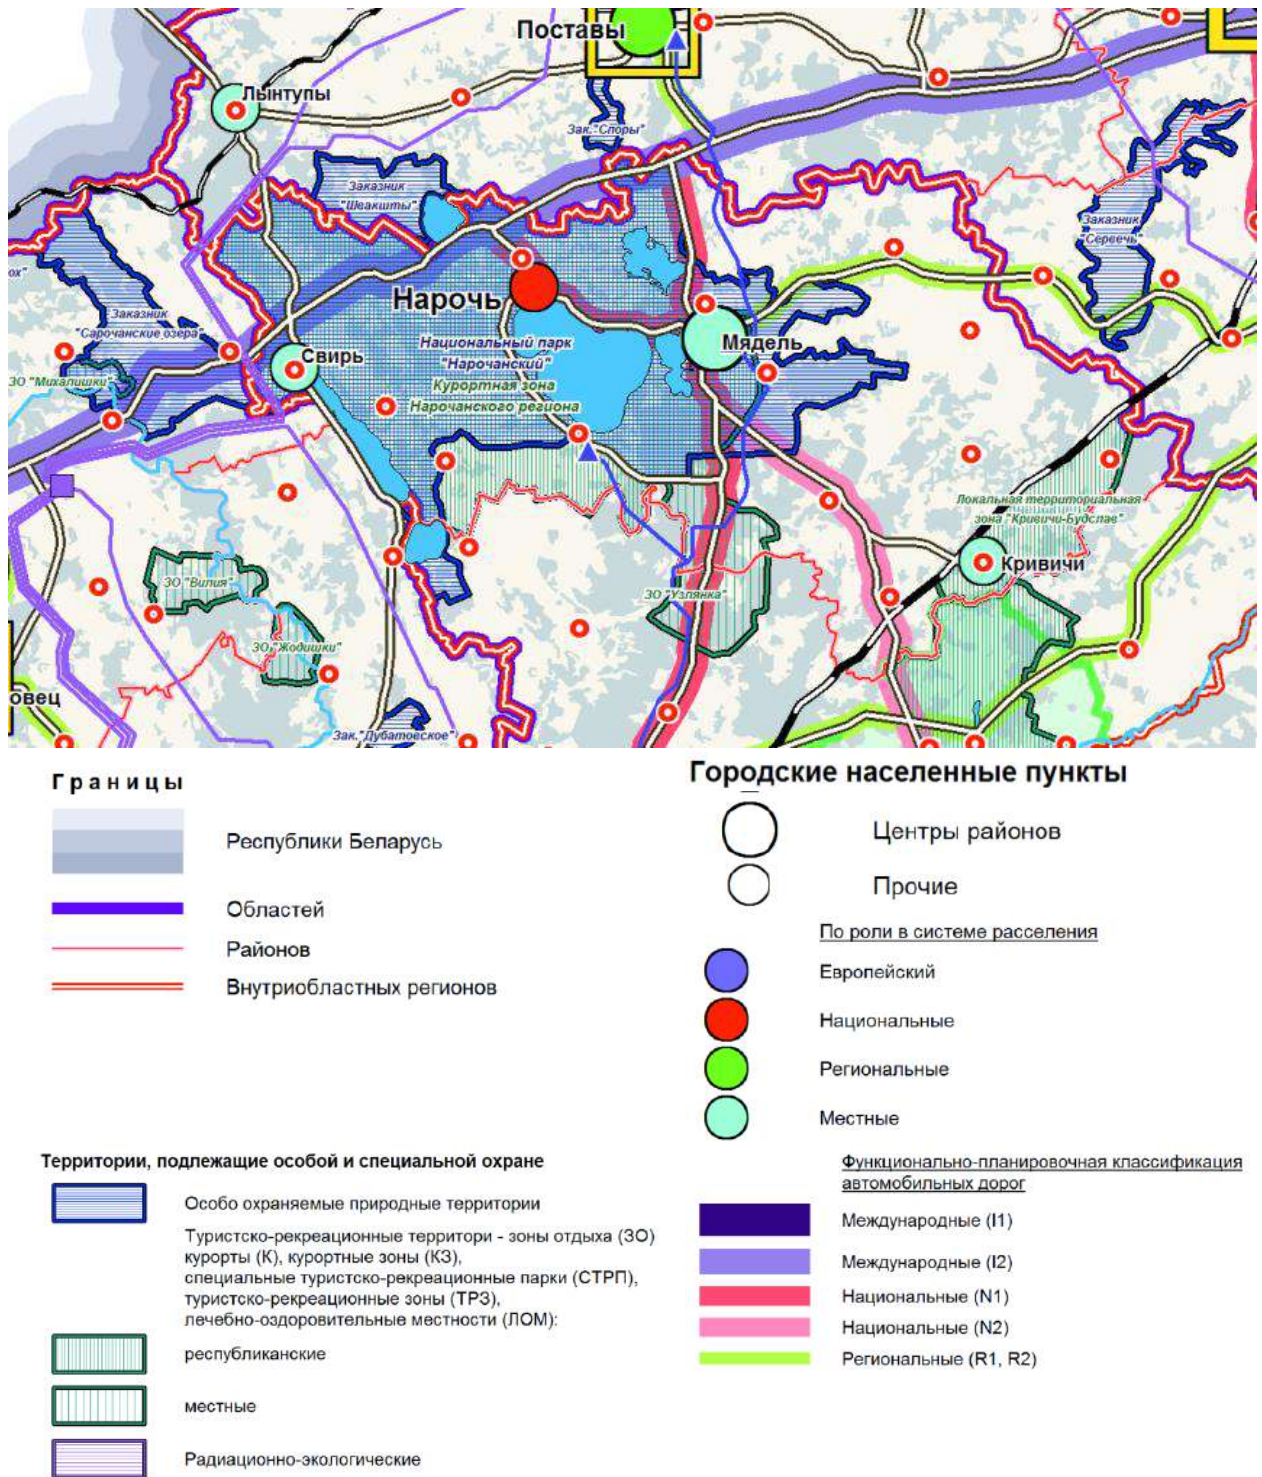 Поставы
Лынтупы
Зак."Споры"
Заказник
"Швакшты"
Заказник
"Сервечь"
ох"
Заказник
"Сарочанские озера"
Нарочь
Мядель
Национальный парк
"Нарочанский"
Свирь
ЗО "Михалишки"
Курортная зона
Нарочанского региона
Локальная территориальная
зона "Кривичи-Будслав"
Кривичи
ЗО "Вилия"
ЗО "Узлянка"
ЗО "Жодишки"
овец
Зак."Дубатовское"
Границы
Республики Беларусь
Областей
Районов
Внутриобластных регионов
Городские населенные пункты
Центры районов
Прочие
По роли в системе расселения
Европейский
Национальные
Региональные
Местные
Территории, подлежащие особой и специальной охране
Особо охраняемые природные территории
Туристско-рекреационные территори - зоны отдыха (ЗО)
курорты (К), курортные зоны (КЗ),
специальные туристско-рекреационные парки (СТРП),
туристско-рекреационные зоны (ТРЗ),
лечебно-оздоровительные местности (ЛОМ):
республиканские
местные
Радиационно-экологические
Функционально-планировочная классификация
автомобильных дорог
Международные (I1)
Международные (I2)
Национальные (N1)
Национальные (N2)
Региональные (R1, R2)